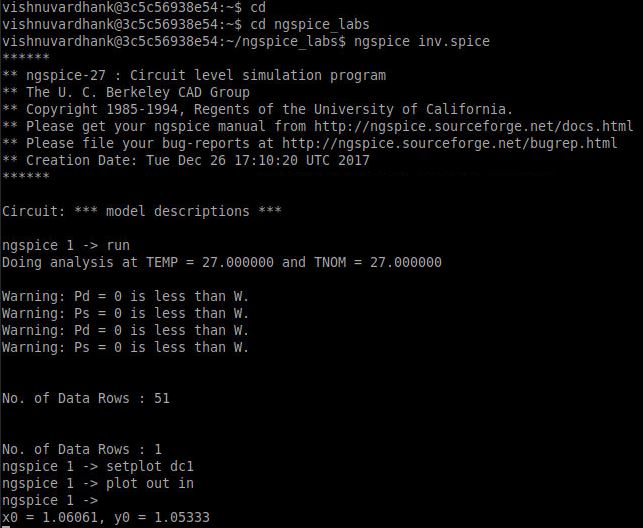 vishnuvardhank@3c5c56938e54:~$ cd
vishnuvardhank@3c5c56938e54:~$ cd ngspice_labs
vishnuvardhank@3c5c56938e54:~/ngspice_labs$ ngspice inv.spice
******
** ngspice-27 : Circuit level simulation program
** The U. C. Berkeley CAD Group
** Copyright 1985-1994, Regents of the University of California.
** Please get your ngspice manual from http://ngspice.sourceforge.net/docs.html
** Please file your bug-reports at http://ngspice.sourceforge.net/bugrep.html
** Creation Date: Tue Dec 26 17:10:20 UTC 2017
******
Circuit: *** model descriptions ***
ngspice 1 -> run
Doing analysis at TEMP = 27.000000 and TNOM = 27.000000
Warning: Pd = 0 is less than W.
Warning: Ps = 0 is less than W.
Warning: Pd = 0 is less than W.
Warning: Ps = 0 is less than W.
No. of Data Rows : 51
No. of Data Rows : 1
ngspice 1 -> setplot dc1
ngspice 1 -> plot out in
ngspice 1 ->
x0 = 1.06061, y0 = 1.05333